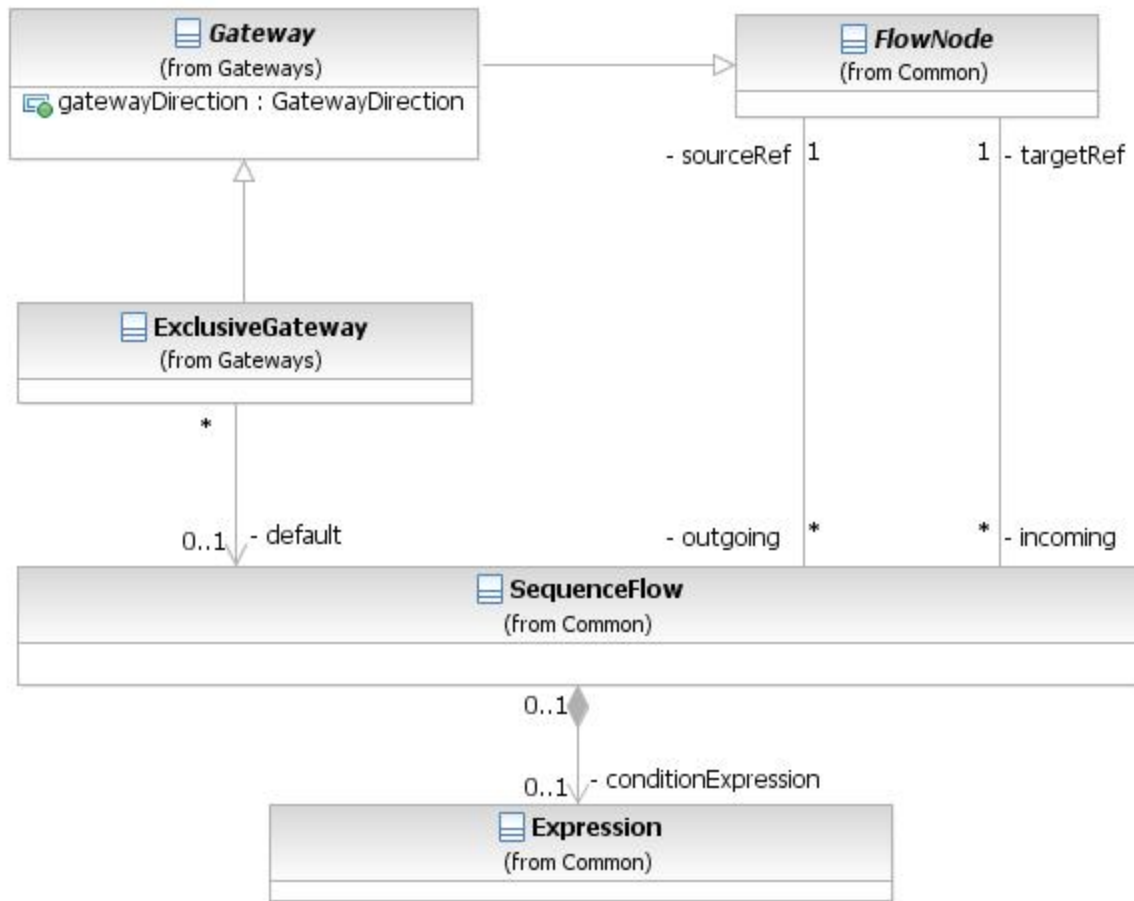 Gateway
(from Gateways)
gatewayDirection : GatewayDirection
FlowNode
(from Common)
- sourceRef 1
1 - targetRef
ExclusiveGateway
(from Gateways)
*
0..1 - default
- outgoing *
* - incoming
SequenceFlow
(from Common)
0..1
0..1 - conditionExpression
Expression
(from Common)